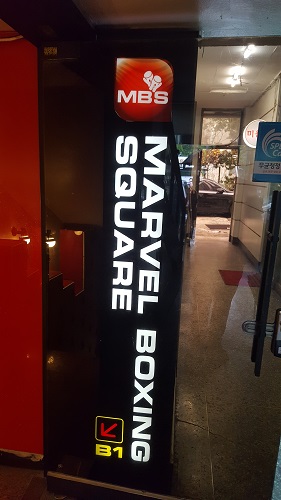 MBS
MARVEL BOXING
SQUARE
B1